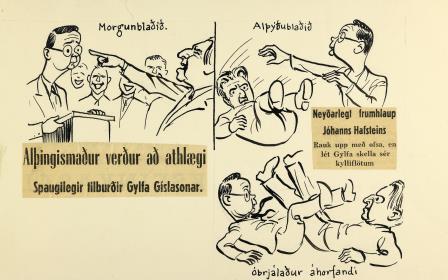 Morgunblaðið.
Alþingismaður verður að athlægi
Spaugilegir tilburðir Gylfa Gíslasonar.
Alþýðublaðið
Neyðarlegt frumhlaup
Jóhanns Hafsteins
Rauk upp með ofsa, en
lét Gylfa skella sér
kylliflötum
Óbrjálaður áhorfandi